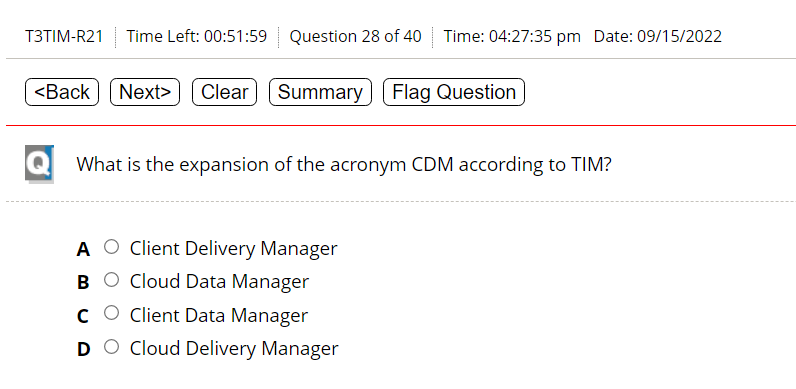 T3TIM-R21 Time Left: 00:51:59 Question 28 of 40 Time: 04:27:35 pm Date: 09/15/2022
<Back Next> Clear Summary Flag Question
Q What is the expansion of the acronym CDM according to TIM?
A Client Delivery Manager
B Cloud Data Manager
C Client Data Manager
D Cloud Delivery Manager